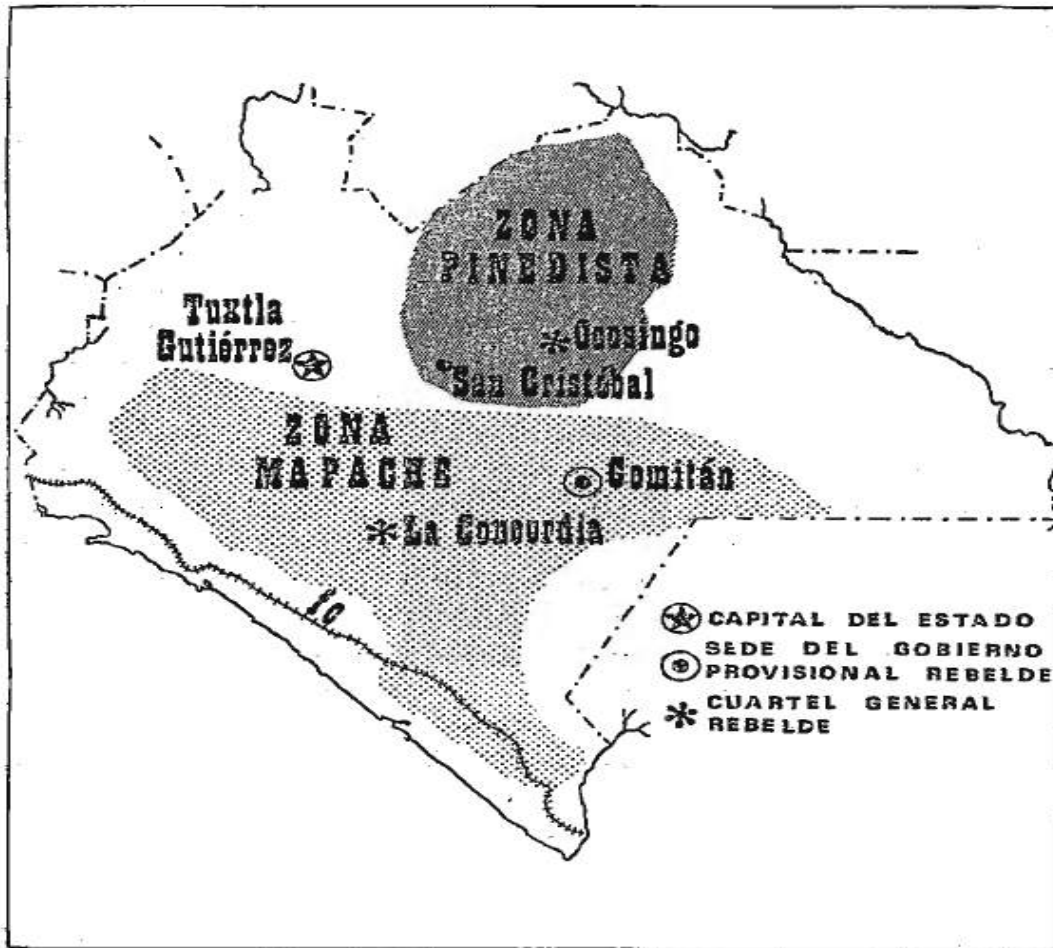 ZONA
PINEDISTA
Tuxtla
Gutiérrez
Ocosingo
San Cristóbal
ZONA
MAPACHE
Comitán
La Concordia
fc
CAPITAL DEL ESTADO
SEDE DEL GOBIERNO
PROVISIONAL REBELDE
CUARTEL GENERAL
REBELDE